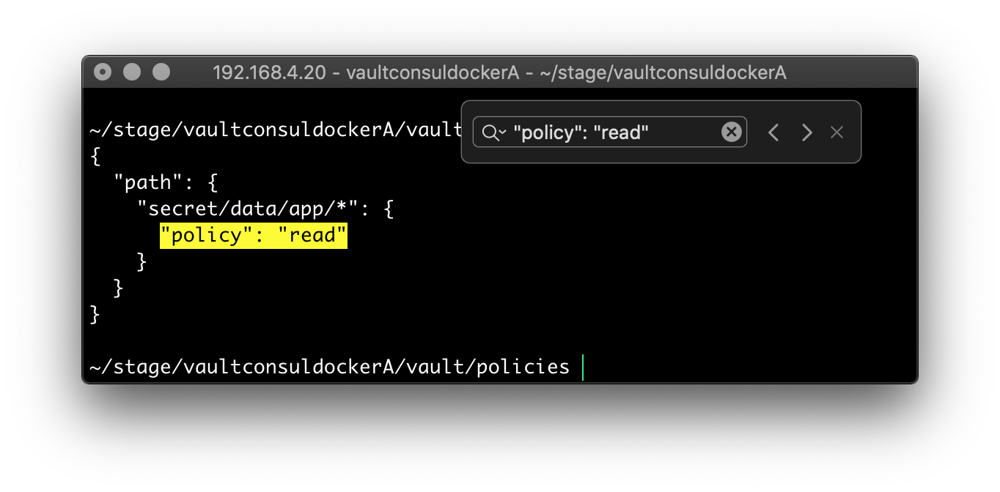 192.168.4.20 - vaultconsuldockerA - ~/stage/vaultconsuldockerA
"policy": "read"
~/stage/vaultconsuldockerA/vault
{
  "path": {
    "secret/data/app/*": {
      "policy": "read"
    }
  }
}
~/stage/vaultconsuldockerA/vault/policies